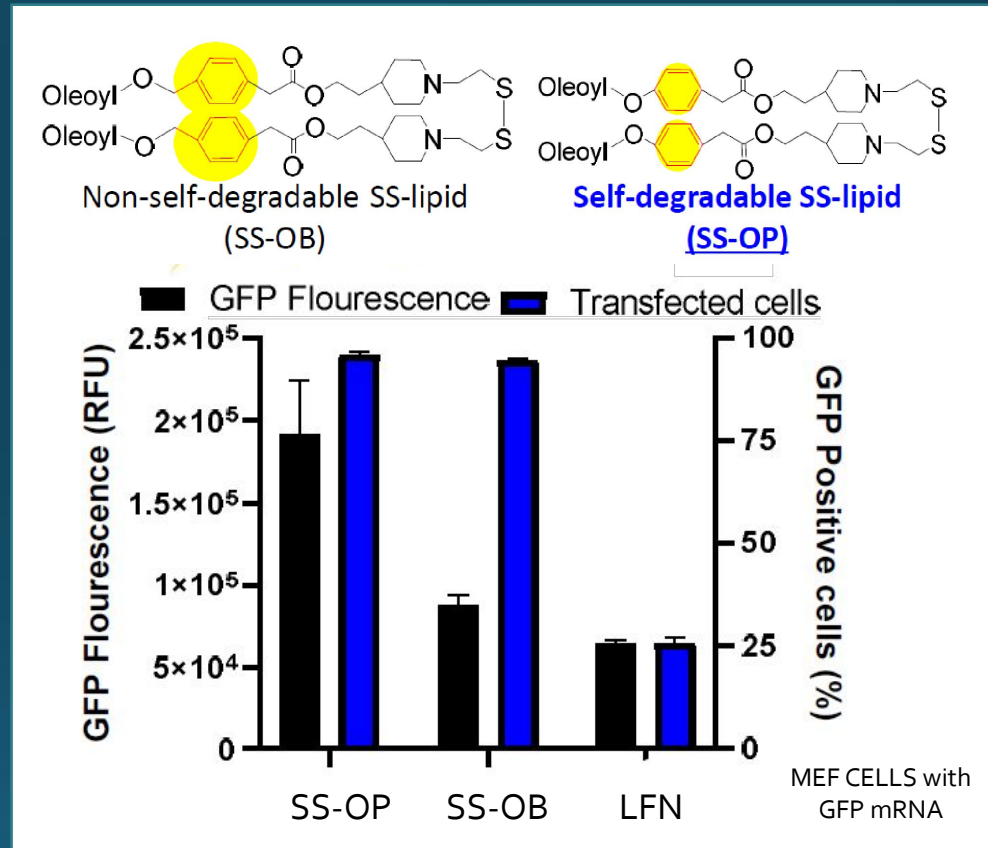 Oleoyl O O O N S
Oleoyl O O O N S
Non-self-degradable SS-lipid
(SS-OB)
Oleoyl O O O N S
Oleoyl O O O N S
Self-degradable SS-lipid
(SS-OP)
GFP Flourescence Transfected cells
GFP Flourescence (RFU)
2.5×10⁵
2×10⁵
1.5×10⁵
1×10⁵
5×10⁴
0
100
75
50
25
0
GFP Positive cells (%)
SS-OP SS-OB LFN
MEF CELLS with
GFP mRNA